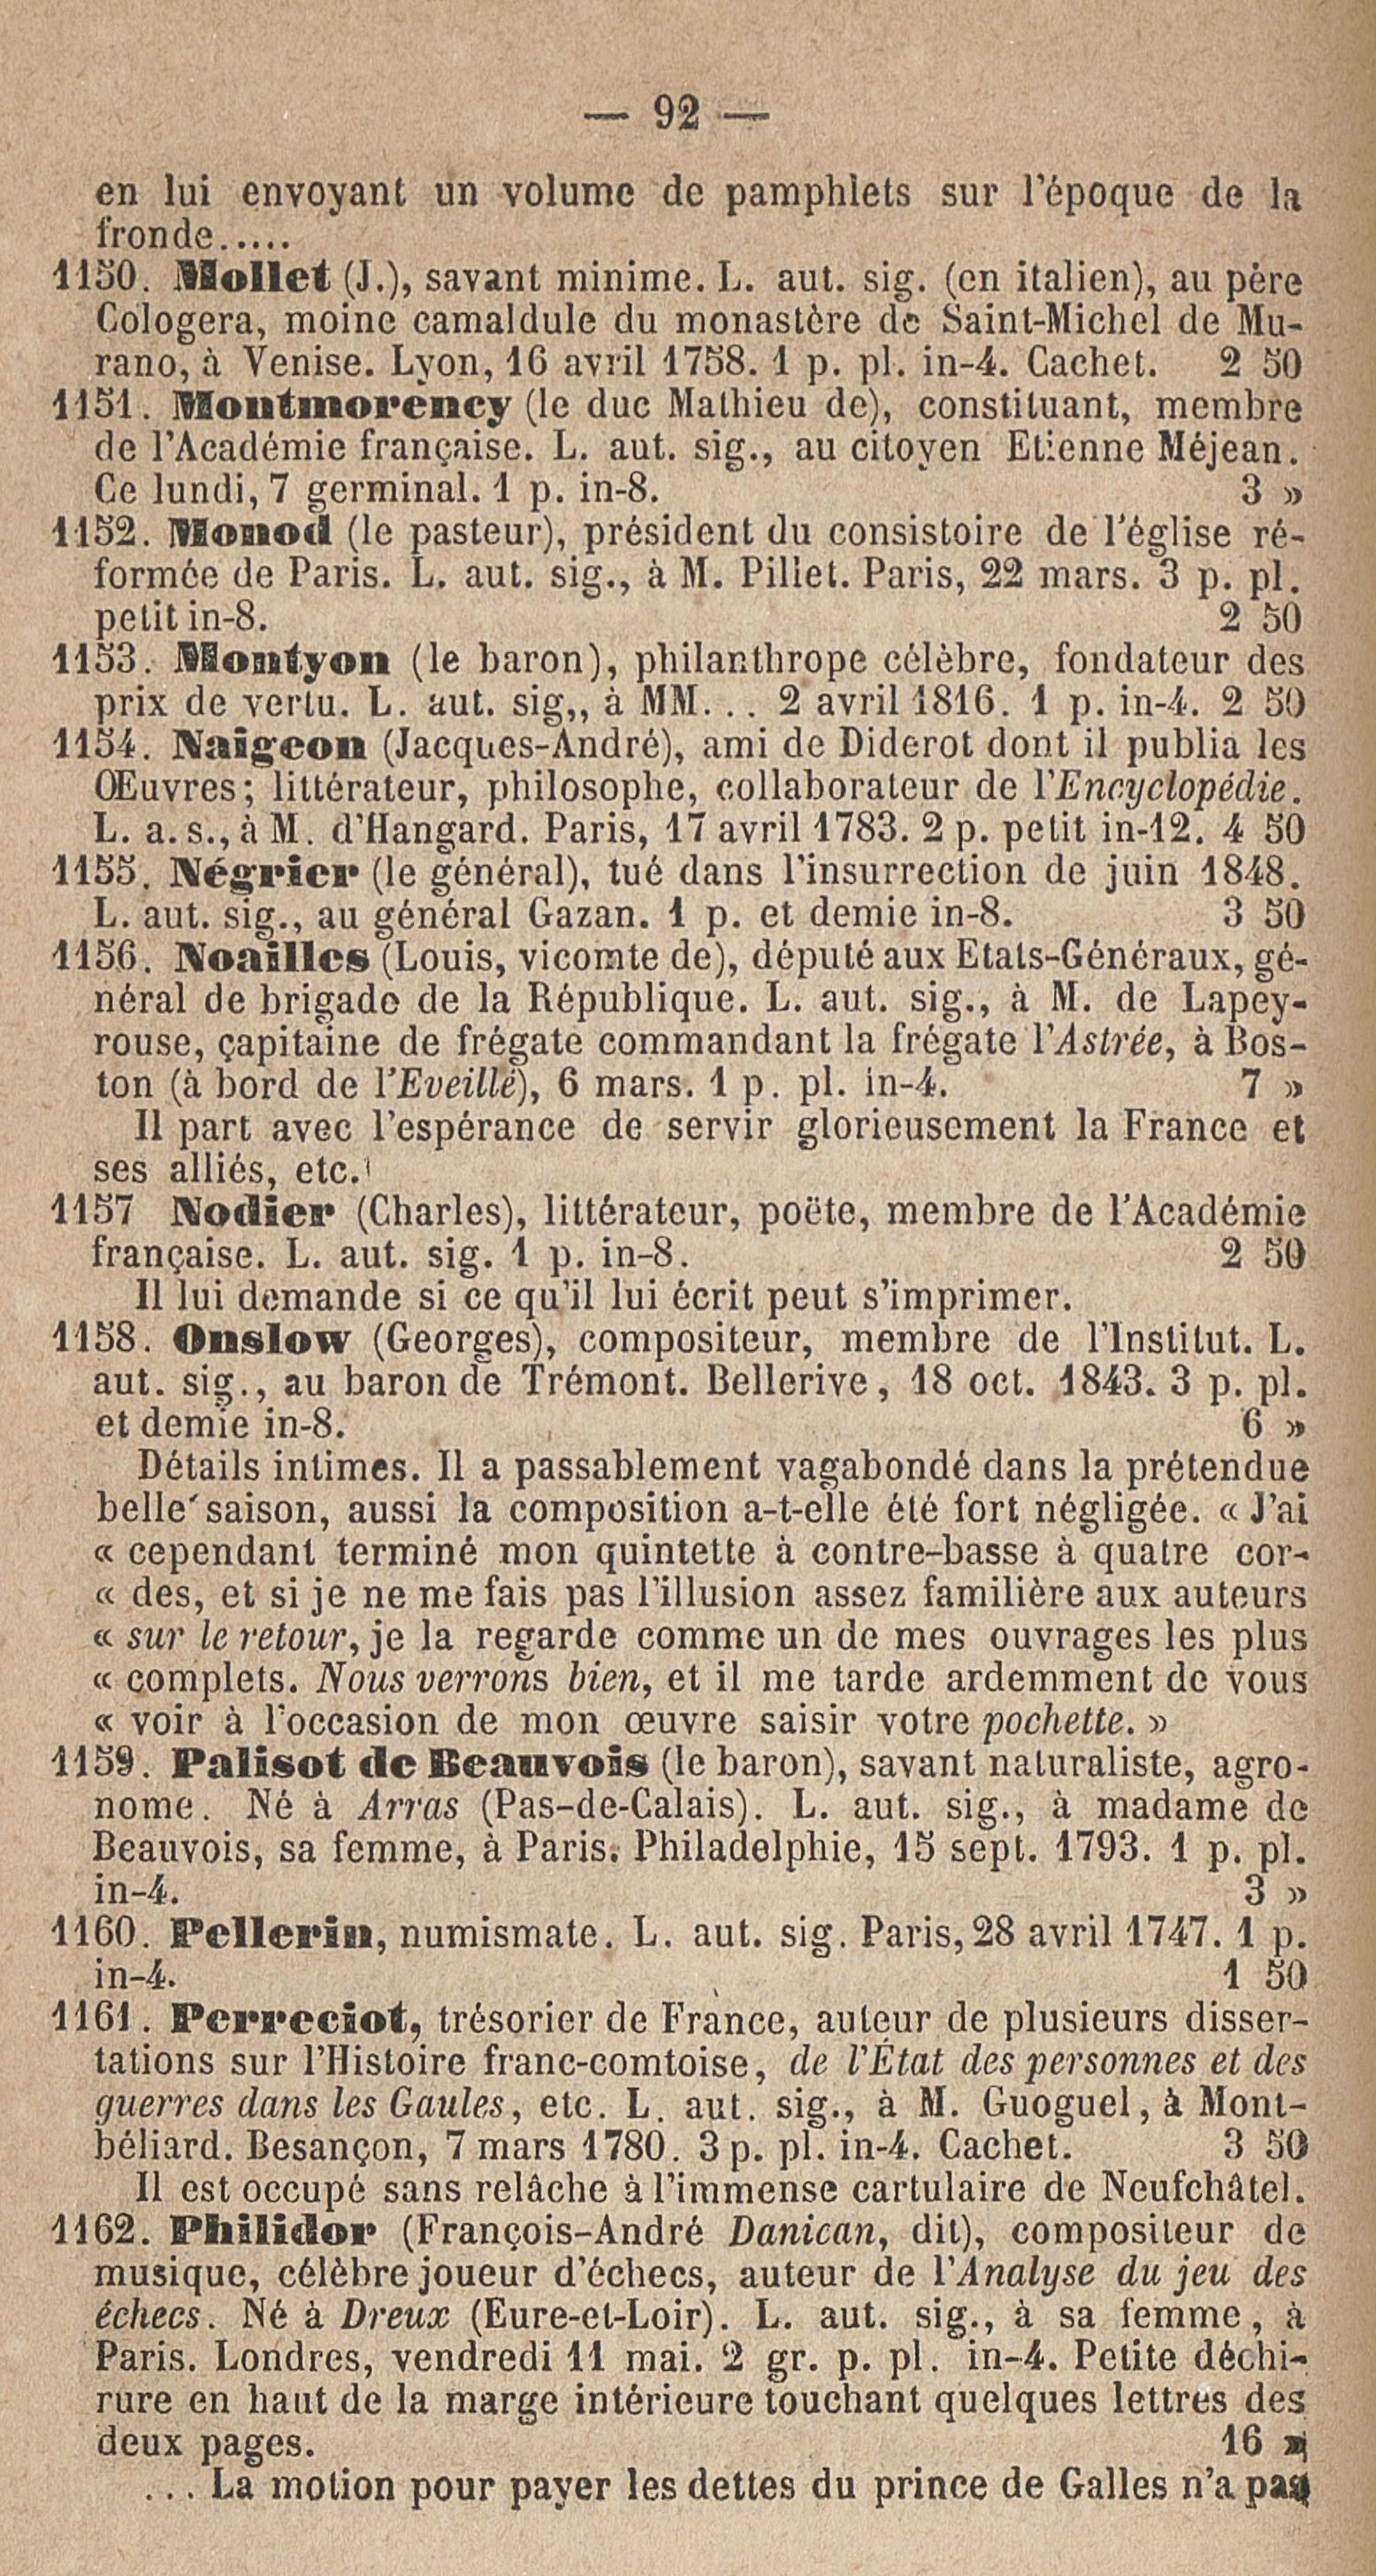 — 92 —
en lui envoyant un volume de pamphlets sur l'époque de la
fronde.....
1150. Mollet (J.), savant minime. L. aut. sig. (en italien), au père
Cologera, moine camaldule du monastère de Saint-Michel de Mu-
rano, à Venise. Lyon, 16 avril 1758. 1 p. pl. in-4. Cachet. 2 50
1151. Montmorency (le duc Mathieu de), constituant, membre
de l'Académie française. L. aut. sig., au citoyen Etienne Méjean.
Ce lundi, 7 germinal. 1 p. in-8. 3 »
1152. Monod (le pasteur), président du consistoire de l'église ré-
formée de Paris. L. aut. sig., à M. Pillet. Paris, 22 mars. 3 p. pl.
petit in-8. 2 50
1153. Montyon (le baron), philanthrope célèbre, fondateur des
prix de vertu. L. aut. sig,, à MM... 2 avril 1816. 1 p. in-4. 2 50
1154. Naigeon (Jacques-André), ami de Diderot dont il publia les
Œuvres; littérateur, philosophe, collaborateur de l'Encyclopédie.
L. a. s., à M. d'Hangard. Paris, 17 avril 1783. 2 p. petit in-12. 4 50
1155. Négrier (le général), tué dans l'insurrection de juin 1848.
L. aut. sig., au général Gazan. 1 p. et demie in-8. 3 50
1156. Noailles (Louis, vicomte de), député aux Etats-Généraux, gé-
néral de brigade de la République. L. aut. sig., à M. de Lapey-
rouse, çapitaine de frégate commandant la frégate l'Astrée, à Bos-
ton (à bord de l'Eveillé), 6 mars. 1 p. pl. in-4. 7 »
Il part avec l'espérance de servir glorieusement la France et
ses alliés, etc.
1157 Nodier (Charles), littérateur, poëte, membre de l'Académie
française. L. aut. sig. 1 p. in-8. 2 50
Il lui demande si ce qu'il lui écrit peut s'imprimer.
1158. Onslow (Georges), compositeur, membre de l'Institut. L.
aut. sig., au baron de Trémont. Bellerive, 18 oct. 1843. 3 p. pl.
et demie in-8. 6 »
Détails intimes. Il a passablement vagabondé dans la prétendue
belle saison, aussi la composition a-t-elle été fort négligée. « J'ai
« cependant terminé mon quintette à contre-basse à quatre cor-
« des, et si je ne me fais pas l'illusion assez familière aux auteurs
« sur le retour, je la regarde comme un de mes ouvrages les plus
« complets. Nous verrons bien, et il me tarde ardemment de vous
« voir à l'occasion de mon œuvre saisir votre pochette. »
1159. Palisot de Beauvois (le baron), savant naturaliste, agro-
nome. Né à Arras (Pas-de-Calais). L. aut. sig., à madame de
Beauvois, sa femme, à Paris. Philadelphie, 15 sept. 1793. 1 p. pl.
in-4. 3 »
1160. Pellerin, numismate. L. aut. sig. Paris, 28 avril 1747. 1 p.
in-4. 1 50
1161. Perreciot, trésorier de France, auteur de plusieurs disser-
tations sur l'Histoire franc-comtoise, de l'État des personnes et des
guerres dans les Gaules, etc. L. aut. sig., à M. Guoguel, à Mont-
béliard. Besançon, 7 mars 1780. 3 p. pl. in-4. Cachet. 3 50
Il est occupé sans relâche à l'immense cartulaire de Neufchâtel.
1162. Philidor (François-André Danican, dit), compositeur de
musique, célèbre joueur d'échecs, auteur de l'Analyse du jeu des
échecs. Né à Dreux (Eure-et-Loir). L. aut. sig., à sa femme, à
Paris. Londres, vendredi 11 mai. 2 gr. p. pl. in-4. Petite déchi-
rure en haut de la marge intérieure touchant quelques lettres des
deux pages. 16 »
... La motion pour payer les dettes du prince de Galles n'a pas